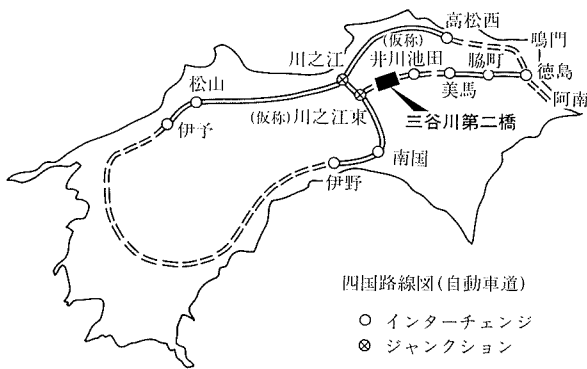 高松西
鳴門
(仮称)
川之江
井川池田
脇町
徳島
松山
美馬
阿南
(仮称)川之江東
三谷川第二橋
伊予
南国
伊野
四国路線図(自動車道)
○ インターチェンジ
⊗ ジャンクション